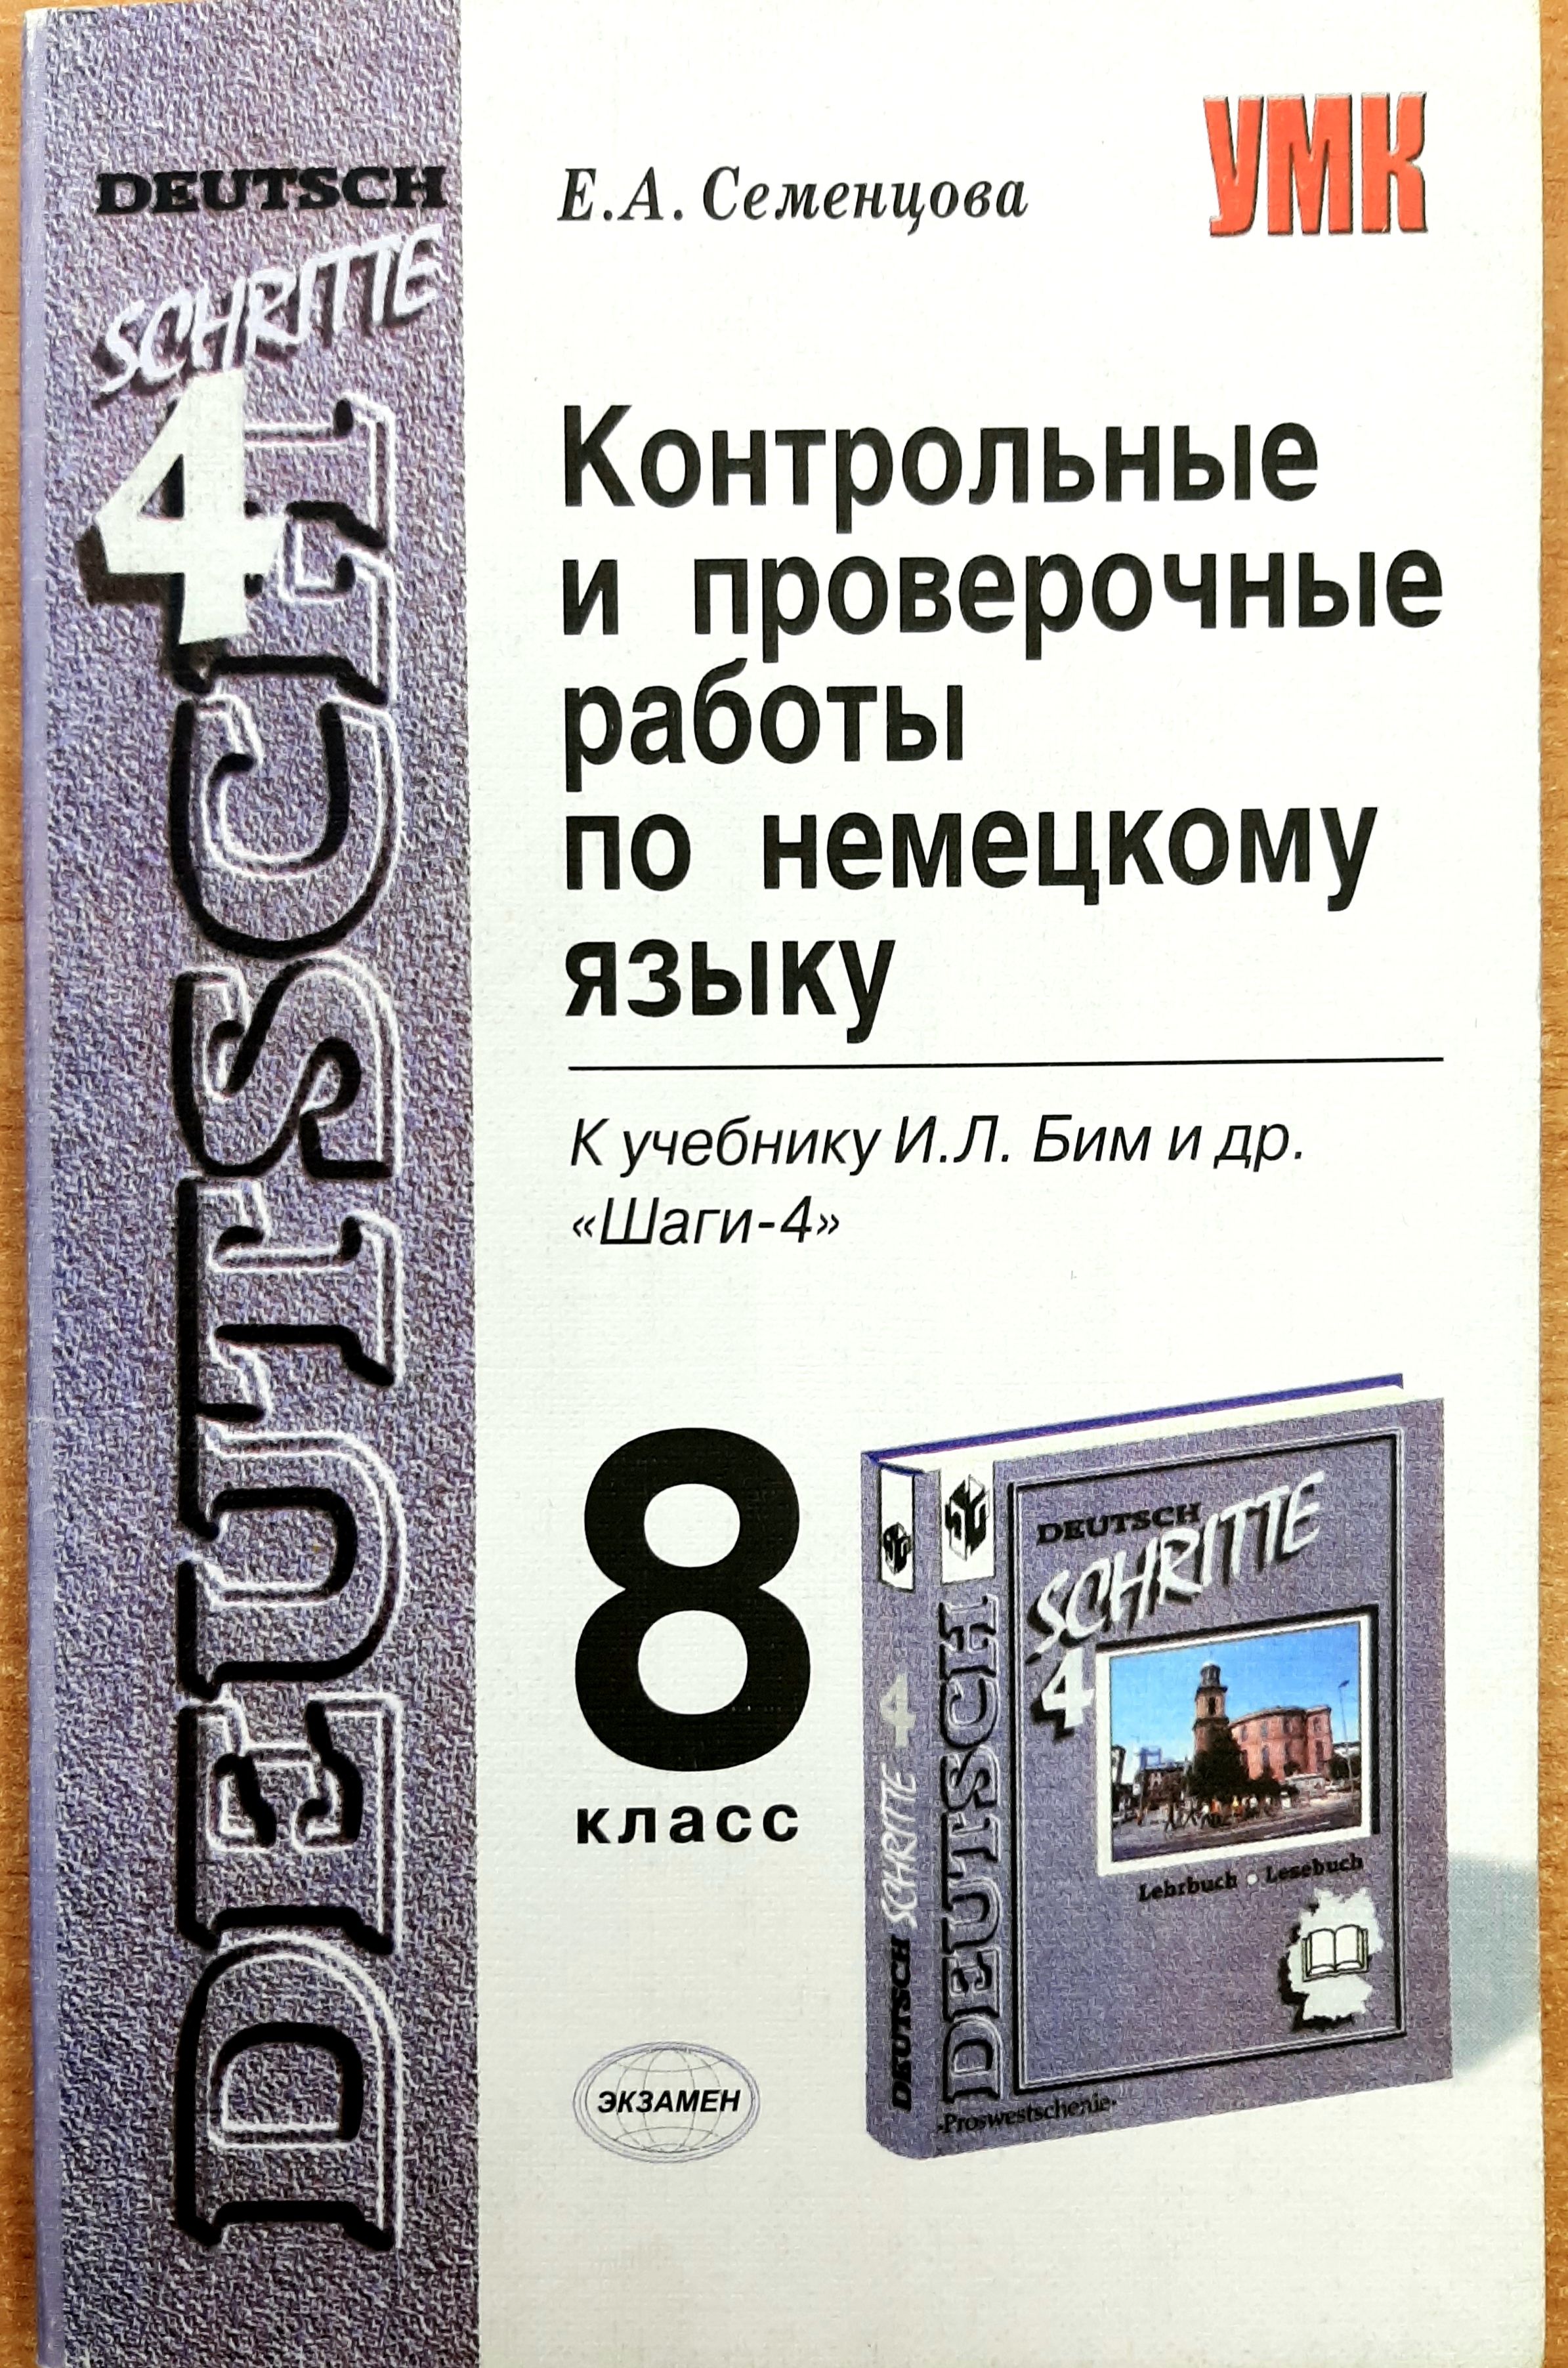 DEUTSCH
SCHRITTE
4
DEUTSCH
Е.А. Семенцова
УМК
Контрольные
и проверочные
работы
по немецкому
языку
К учебнику И.Л. Бим и др.
«Шаги-4»
8
класс
ЭКЗАМЕН
DEUTSCH SCHRITTE 4
DEUTSCH
DEUTSCH
SCHRITTE
4
Lehrbuch • Lesebuch
•Proswestschenie•